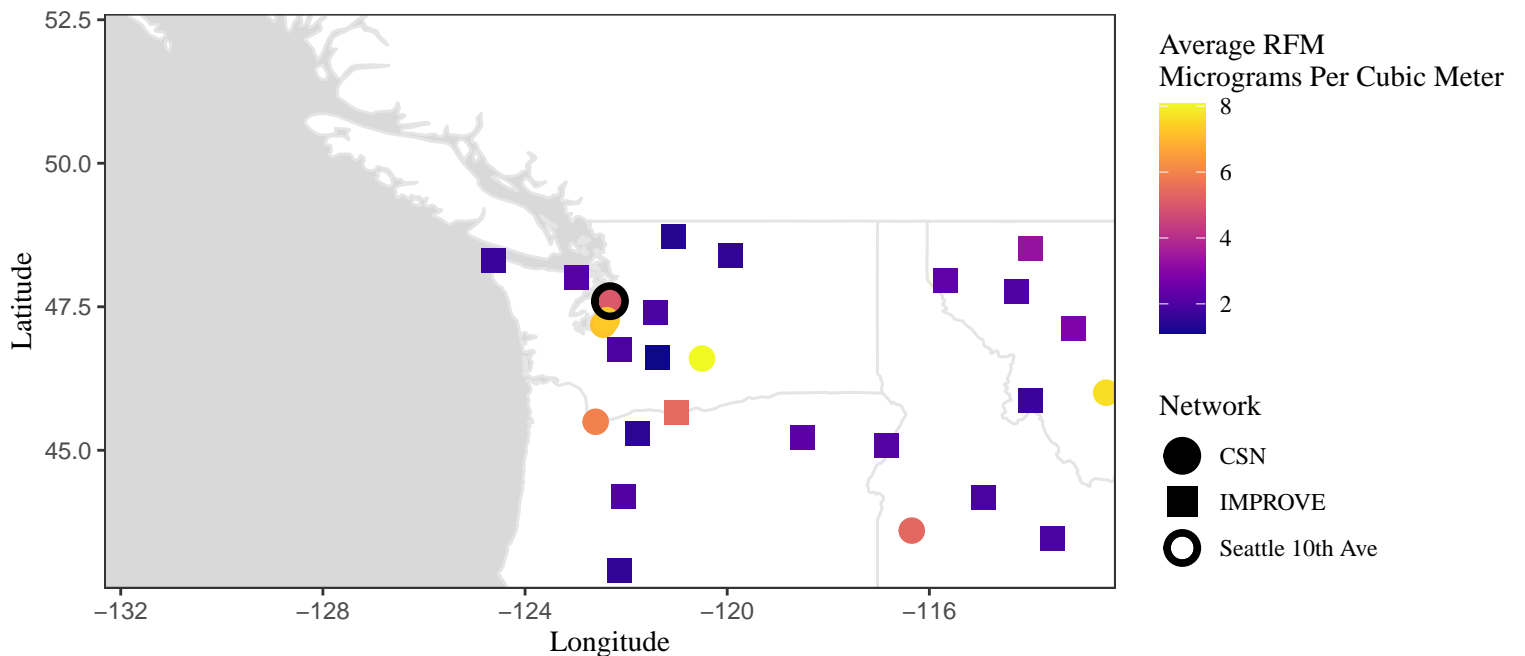 52.5
50.0
47.5
45.0
Latitude
−132
−128
−124
−120
−116
Longitude
Average RFM
Micrograms Per Cubic Meter
8
6
4
2
Network
CSN
IMPROVE
Seattle 10th Ave